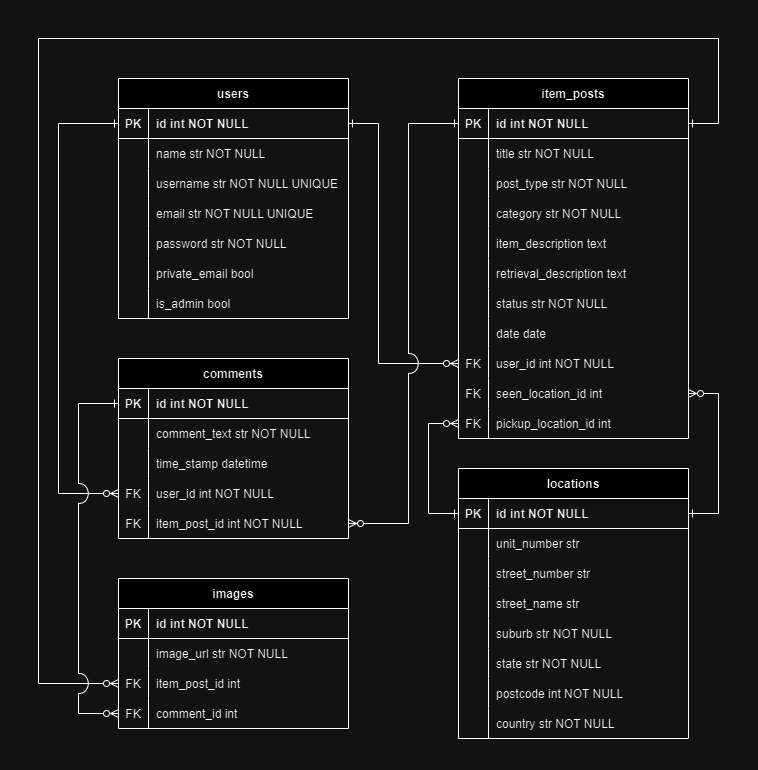 users
PK id int NOT NULL
name str NOT NULL
username str NOT NULL UNIQUE
email str NOT NULL UNIQUE
password str NOT NULL
private_email bool
is_admin bool
comments
PK id int NOT NULL
comment_text str NOT NULL
time_stamp datetime
FK user_id int NOT NULL
FK item_post_id int NOT NULL
images
PK id int NOT NULL
image_url str NOT NULL
FK item_post_id int
FK comment_id int
item_posts
PK id int NOT NULL
title str NOT NULL
post_type str NOT NULL
category str NOT NULL
item_description text
retrieval_description text
status str NOT NULL
date date
FK user_id int NOT NULL
FK seen_location_id int
FK pickup_location_id int
locations
PK id int NOT NULL
unit_number str
street_number str
street_name str
suburb str NOT NULL
state str NOT NULL
postcode int NOT NULL
country str NOT NULL